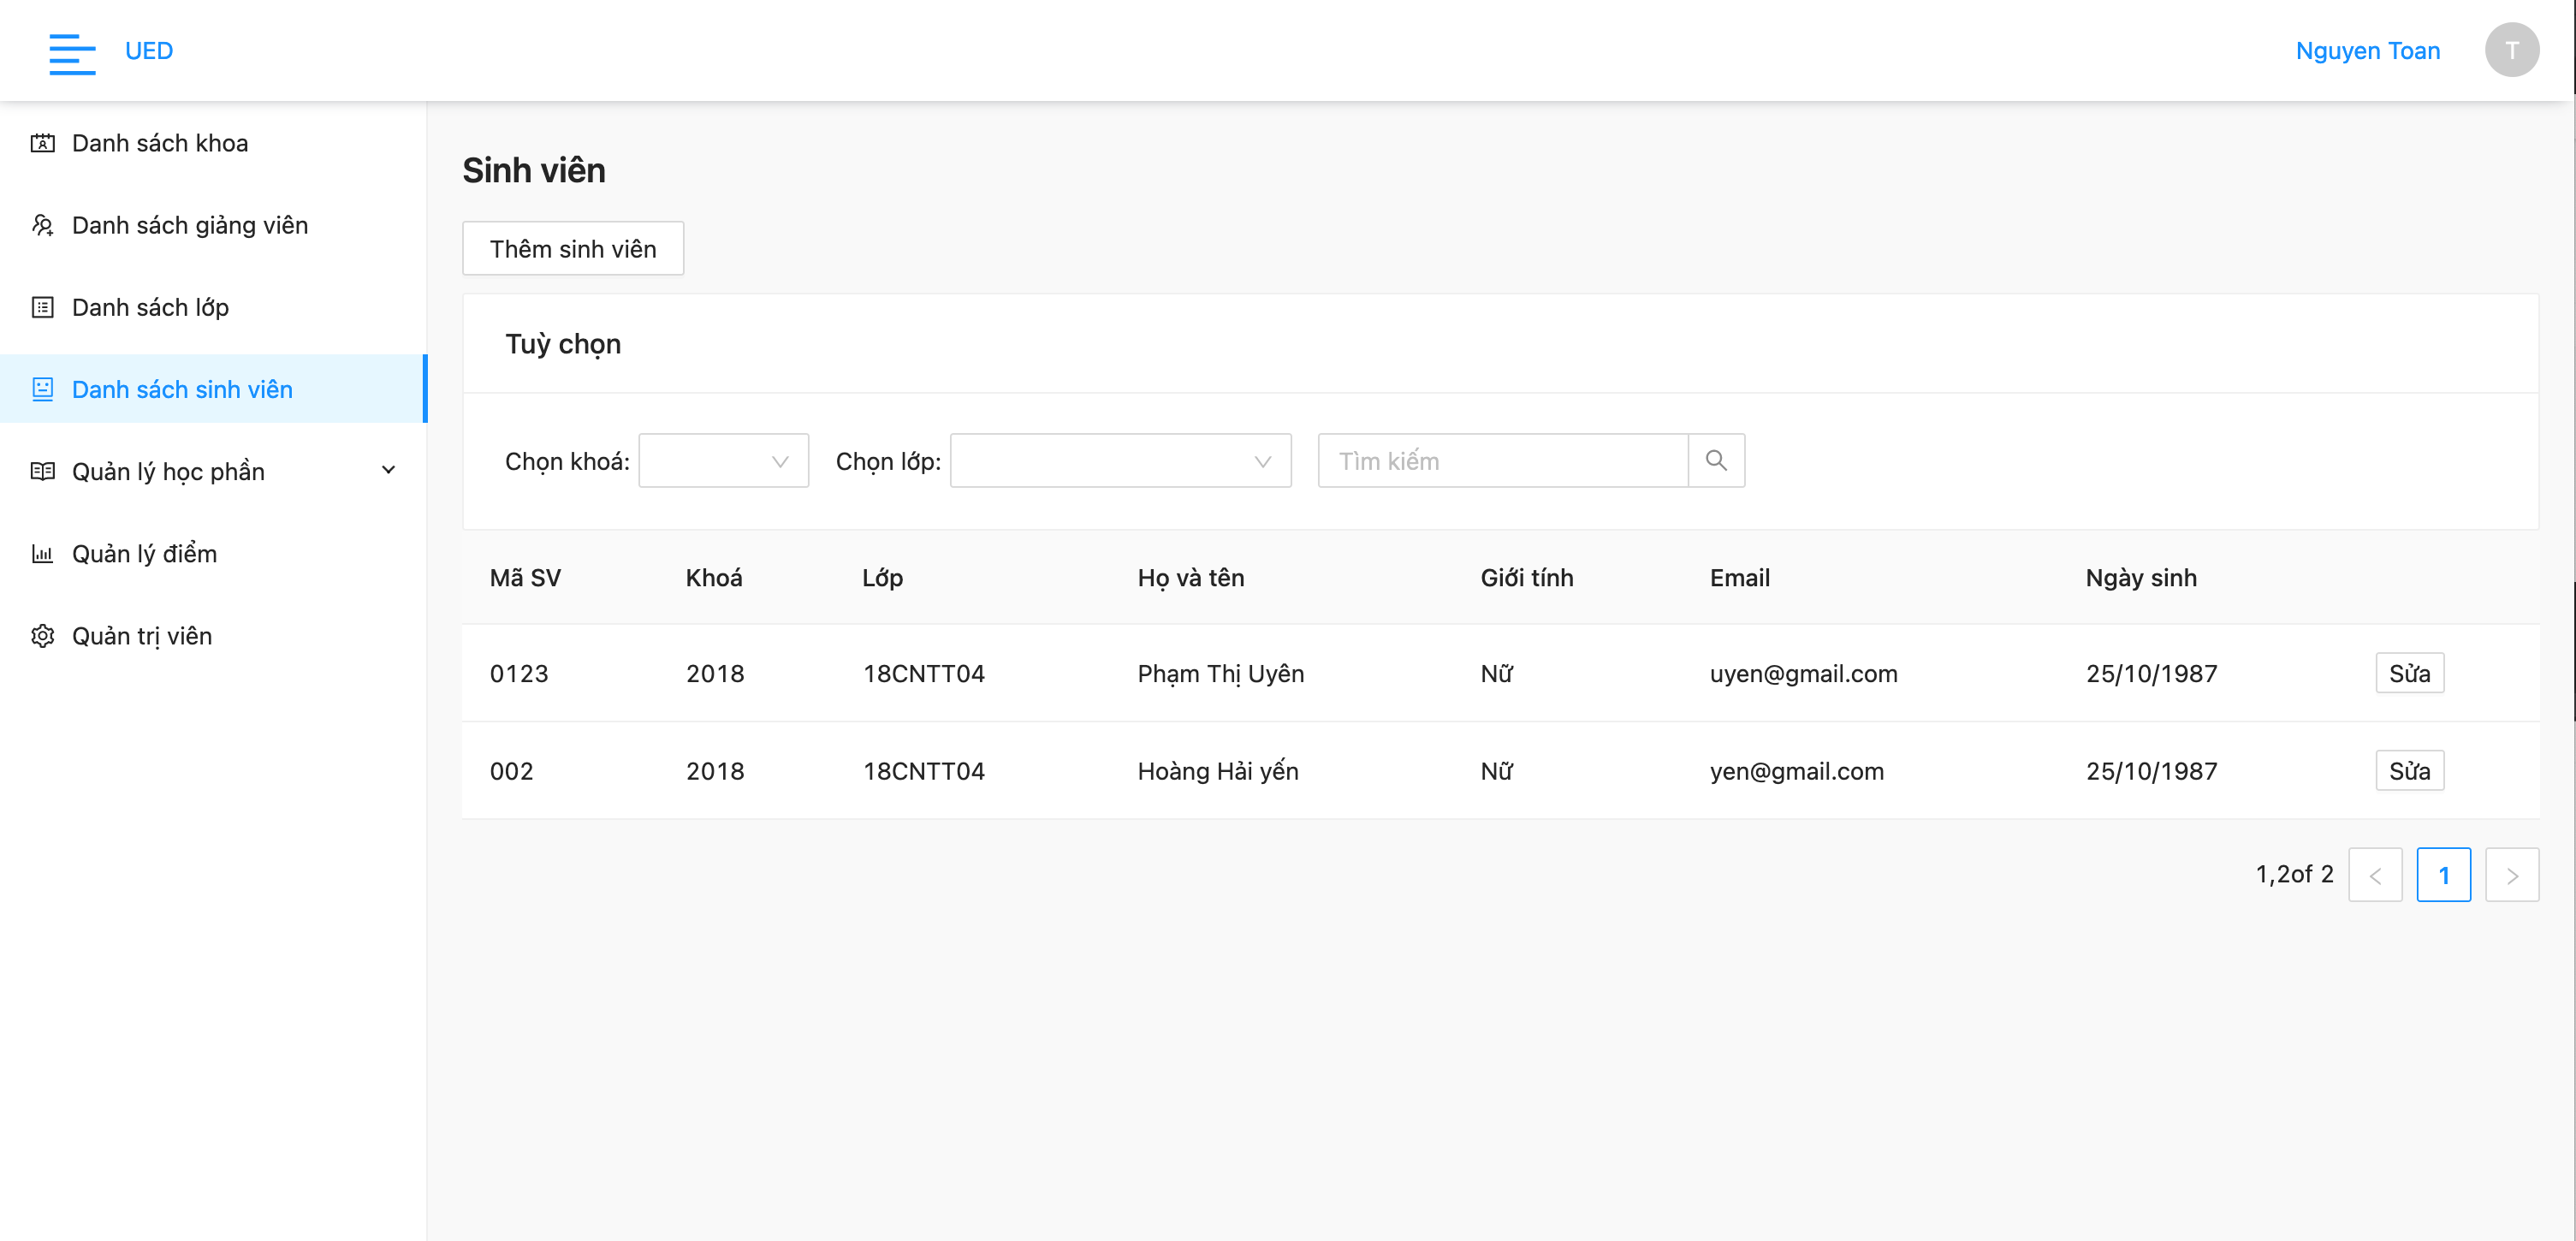 UED
Nguyen Toan
T
Danh sách khoa
Danh sách giảng viên
Danh sách lớp
Danh sách sinh viên
Quản lý học phần
Quản lý điểm
Quản trị viên
Sinh viên
Thêm sinh viên
Tuỳ chọn
Chọn khoá: Chọn lớp: Tìm kiếm
Mã SV Khoá Lớp Họ và tên Giới tính Email Ngày sinh
0123 2018 18CNTT04 Phạm Thị Uyên Nữ uyen@gmail.com 25/10/1987 Sửa
002 2018 18CNTT04 Hoàng Hải yến Nữ yen@gmail.com 25/10/1987 Sửa
1,2of 2 < 1 >